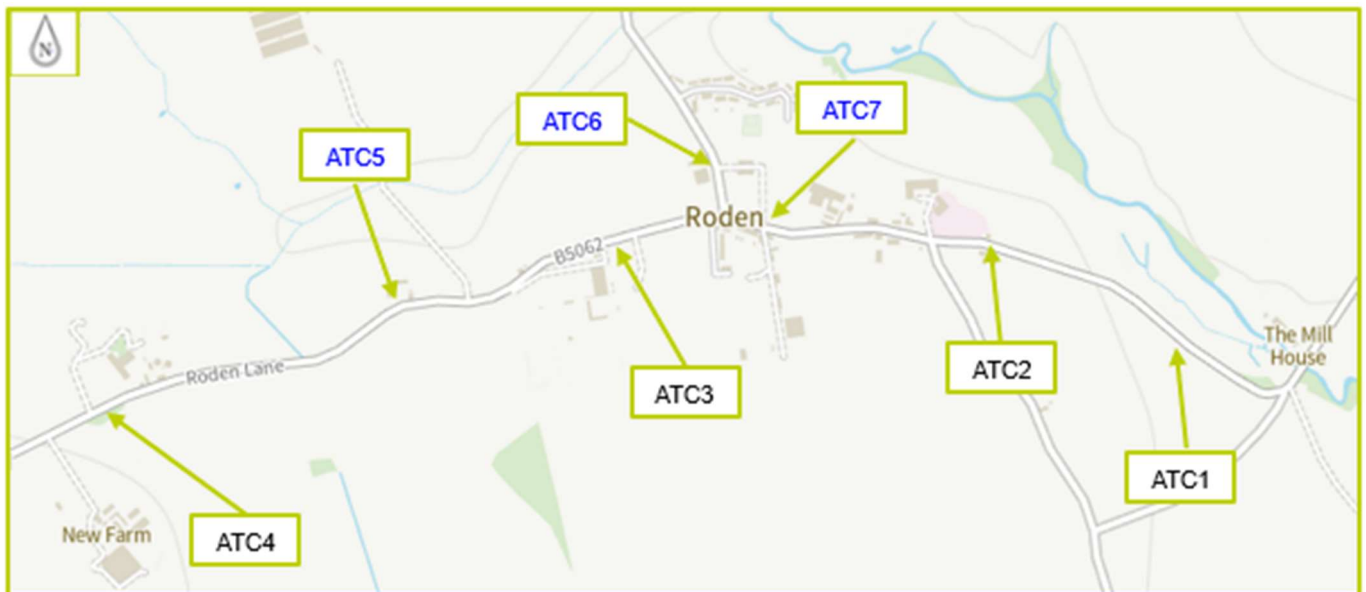 N
ATC6
ATC7
ATC5
Roden
B5062
The Mill
House
Roden Lane
ATC3
ATC2
ATC1
New Farm
ATC4